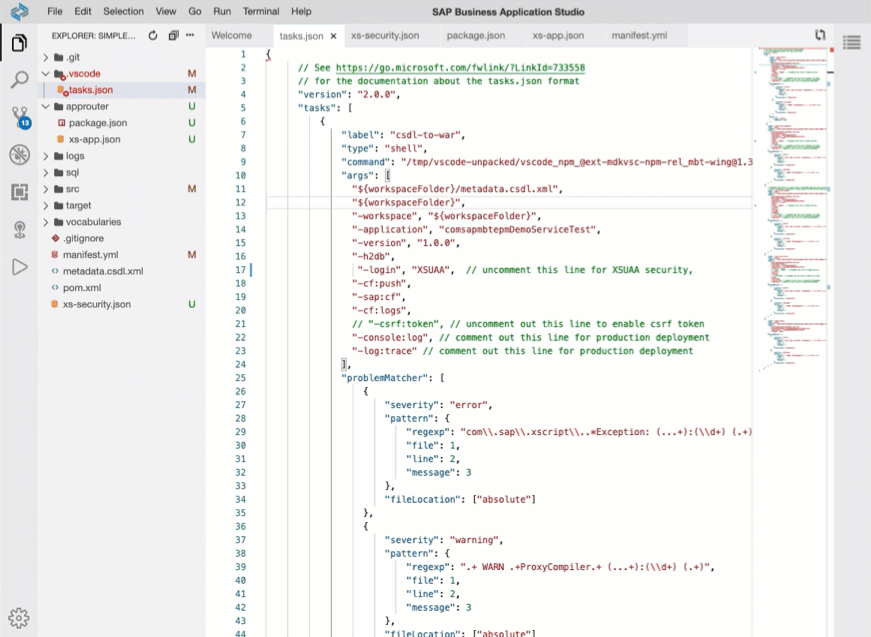 File Edit Selection View Go Run Terminal Help SAP Business Application Studio
EXPLORER: SIMPLE...
Welcome tasks.json xs-security.json package.json xs-app.json manifest.yml
.git
.vscode M
tasks.json M
approuter U
package.json U
xs-app.json U
logs
sql
src M
target
vocabularies
.gitignore
manifest.yml M
metadata.csdl.xml
pom.xml
xs-security.json U
13
1 {
2 // See https://go.microsoft.com/fwlink/?LinkId=733558
3 // for the documentation about the tasks.json format
4 "version": "2.0.0",
5 "tasks": [
6 {
7 "label": "csdl-to-war",
8 "type": "shell",
9 "command": "/tmp/vscode-unpacked/vscode_npm_@ext-mdkvsc-npm-rel_mbt-wing@1.3
10 "args": [
11 "${workspaceFolder}/metadata.csdl.xml",
12 "${workspaceFolder}",
13 "-workspace", "${workspaceFolder}",
14 "-application", "comsapmbtepmDemoServiceTest",
15 "-version", "1.0.0",
16 "-h2db",
17 "-login", "XSUAA", // uncomment this line for XSUAA security,
18 "-cf:push",
19 "-sap:cf",
20 "-cf:logs",
21 // "-csrf:token", // uncomment out this line to enable csrf token
22 "-console:log", // comment out this line for production deployment
23 "-log:trace" // comment out this line for production deployment
24 ],
25 "problemMatcher": [
26 {
27 "severity": "error",
28 "pattern": {
29 "regexp": "com\\.sap\\.xscript\\..*Exception: (...+):(\\d+) (.+)
30 "file": 1,
31 "line": 2,
32 "message": 3
33 },
34 "fileLocation": ["absolute"]
35 },
36 {
37 "severity": "warning",
38 "pattern": {
39 "regexp": ".+ WARN .+ProxyCompiler.+ (...+):(\\d+) (.+)",
40 "file": 1,
41 "line": 2,
42 "message": 3
43 },
44 "fileLocation": ["absolute"]